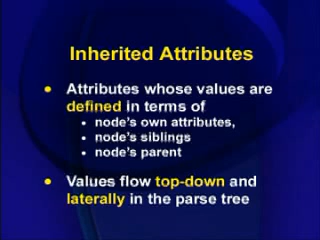 Inherited Attributes
Attributes whose values are
defined in terms of
node's own attributes,
node's siblings
node's parent
Values flow top-down and
laterally in the parse tree